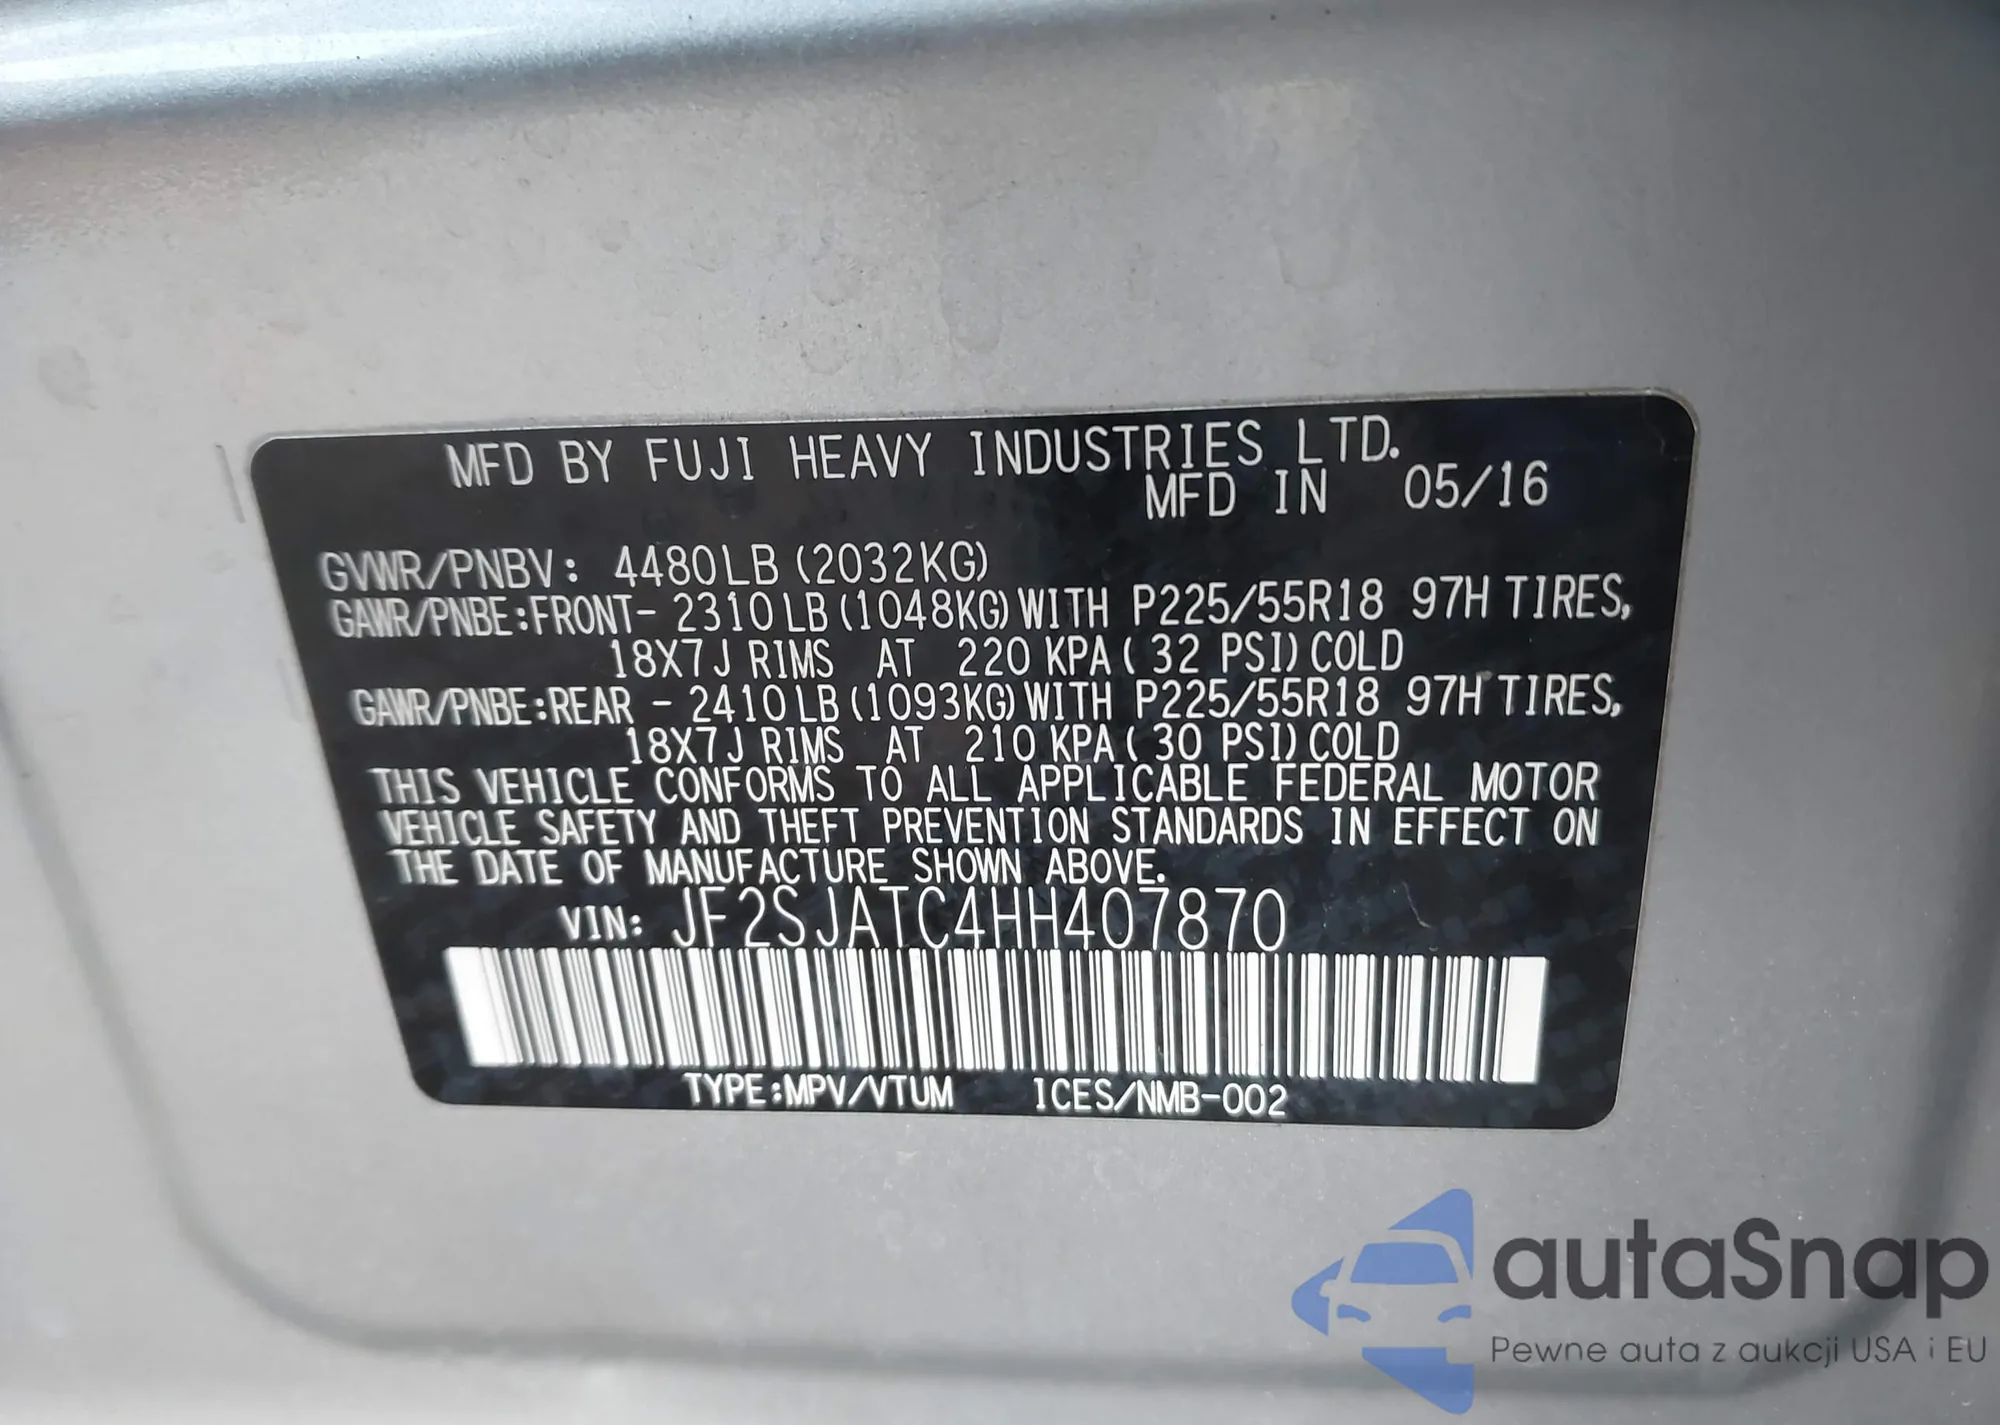 MFD BY FUJI HEAVY INDUSTRIES LTD.
MFD IN 05/16
GVWR/PNBV: 4480LB (2032KG)
GAWR/PNBE:FRONT- 2310LB (1048KG) WITH P225/55R18 97H TIRES,
18X7J RIMS AT 220 KPA ( 32 PSI) COLD
GAWR/PNBE:REAR - 2410LB (1093KG) WITH P225/55R18 97H TIRES,
18X7J RIMS AT 210 KPA ( 30 PSI) COLD
THIS VEHICLE CONFORMS TO ALL APPLICABLE FEDERAL MOTOR
VEHICLE SAFETY AND THEFT PREVENTION STANDARDS IN EFFECT ON
THE DATE OF MANUFACTURE SHOWN ABOVE.
VIN: JF2SJATC4HH407870
TYPE:MPV/VTUM ICES/NMB-002
autaSnap
Pewne auta z aukcji USA i EU